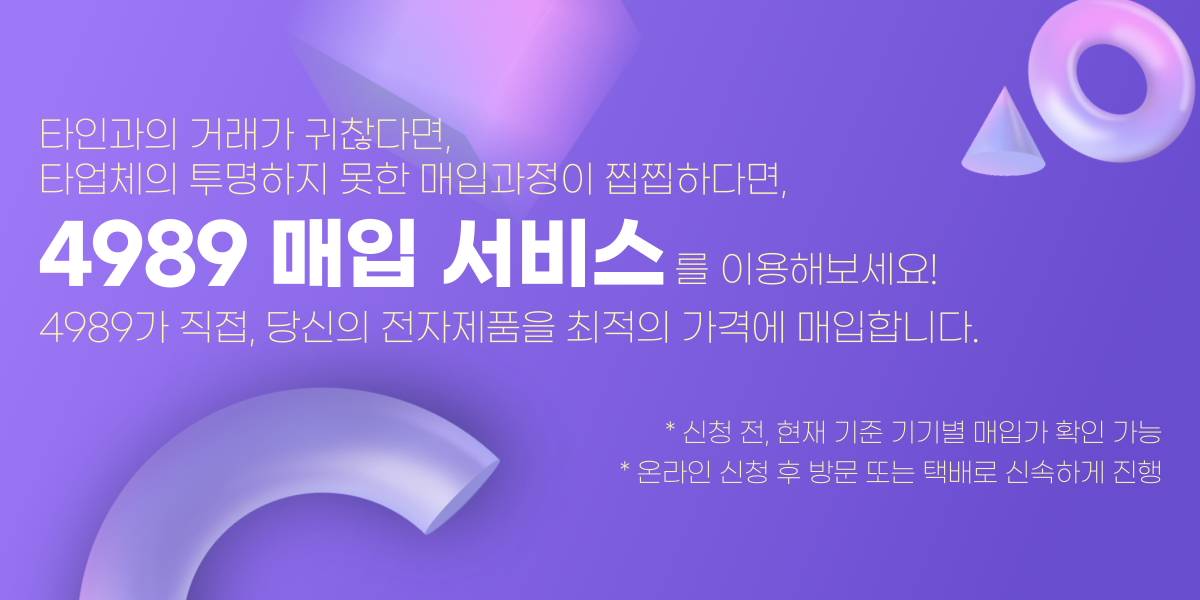 타인과의 거래가 귀찮다면,
타업체의 투명하지 못한 매입과정이 찝찝하다면,
4989 매입 서비스를 이용해보세요!
4989가 직접, 당신의 전자제품을 최적의 가격에 매입합니다.
* 신청 전, 현재 기준 기기별 매입가 확인 가능
* 온라인 신청 후 방문 또는 택배로 신속하게 진행